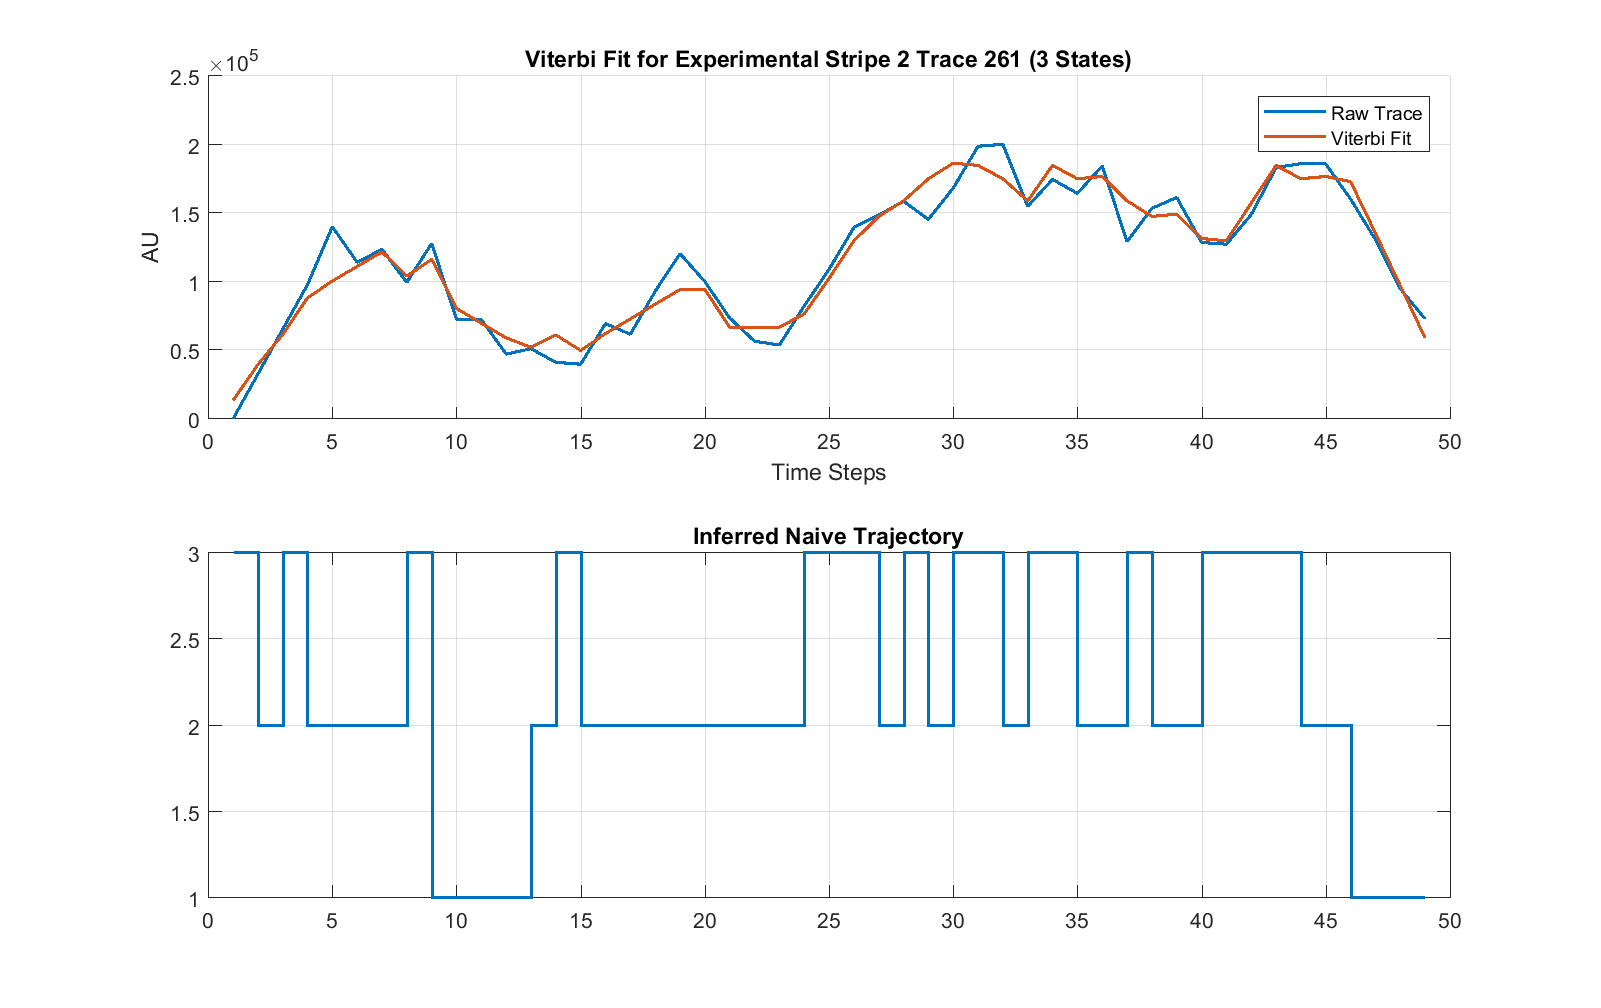 Viterbi Fit for Experimental Stripe 2 Trace 261 (3 States)
×10⁵
2.5
2
1.5
1
0.5
0
AU
Raw Trace
Viterbi Fit
0 5 10 15 20 25 30 35 40 45 50
Time Steps
Inferred Naive Trajectory
3
2.5
2
1.5
1
0 5 10 15 20 25 30 35 40 45 50